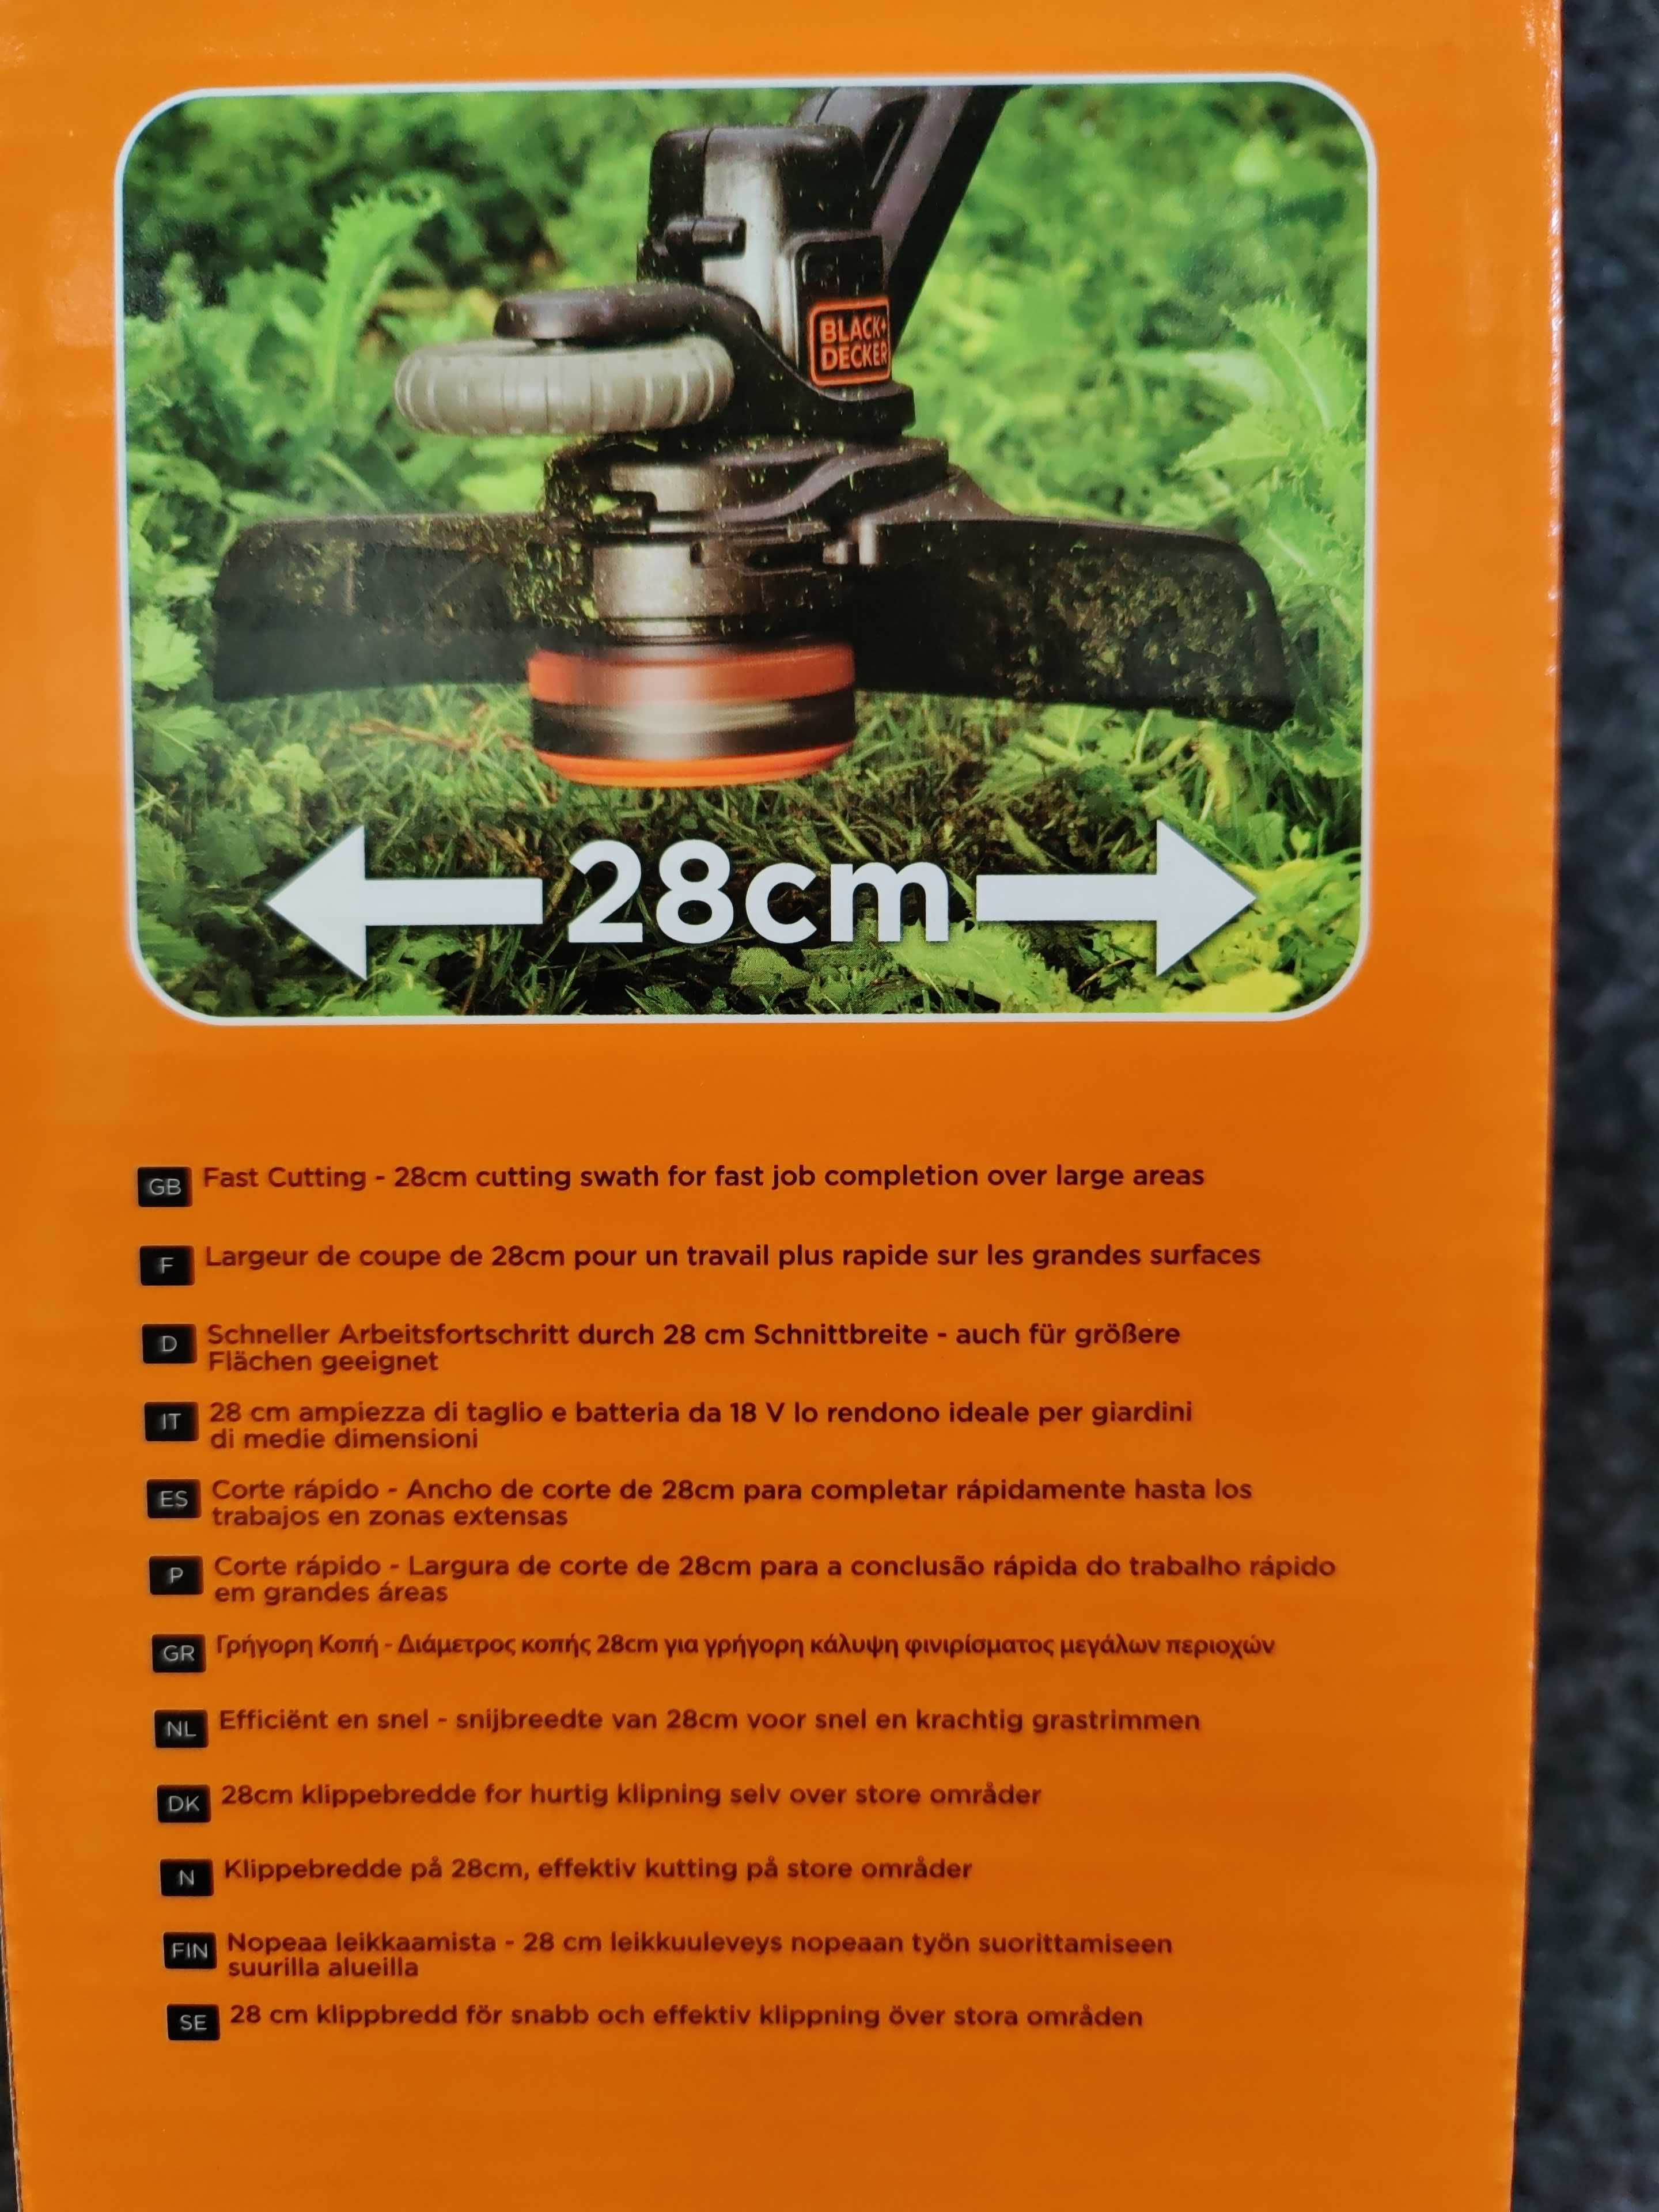 BLACK+
DECKER
28cm
GB Fast Cutting - 28cm cutting swath for fast job completion over large areas
F Largeur de coupe de 28cm pour un travail plus rapide sur les grandes surfaces
D Schneller Arbeitsfortschritt durch 28 cm Schnittbreite - auch für größere
Flächen geeignet
IT 28 cm ampiezza di taglio e batteria da 18 V lo rendono ideale per giardini
di medie dimensioni
ES Corte rápido - Ancho de corte de 28cm para completar rápidamente hasta los
trabajos en zonas extensas
P Corte rápido - Largura de corte de 28cm para a conclusão rápida do trabalho rápido
em grandes áreas
GR Γρήγορη Κοπή - Διάμετρος κοπής 28cm για γρήγορη κάλυψη φινιρίσματος μεγάλων περιοχών
NL Efficiënt en snel - snijbreedte van 28cm voor snel en krachtig grastrimmen
DK 28cm klippebredde for hurtig klipning selv over store områder
N Klippebredde på 28cm, effektiv kutting på store områder
FIN Nopeaa leikkaamista - 28 cm leikkuuleveys nopeaan työn suorittamiseen
suurilla alueilla
SE 28 cm klippbredd för snabb och effektiv klippning över stora områden